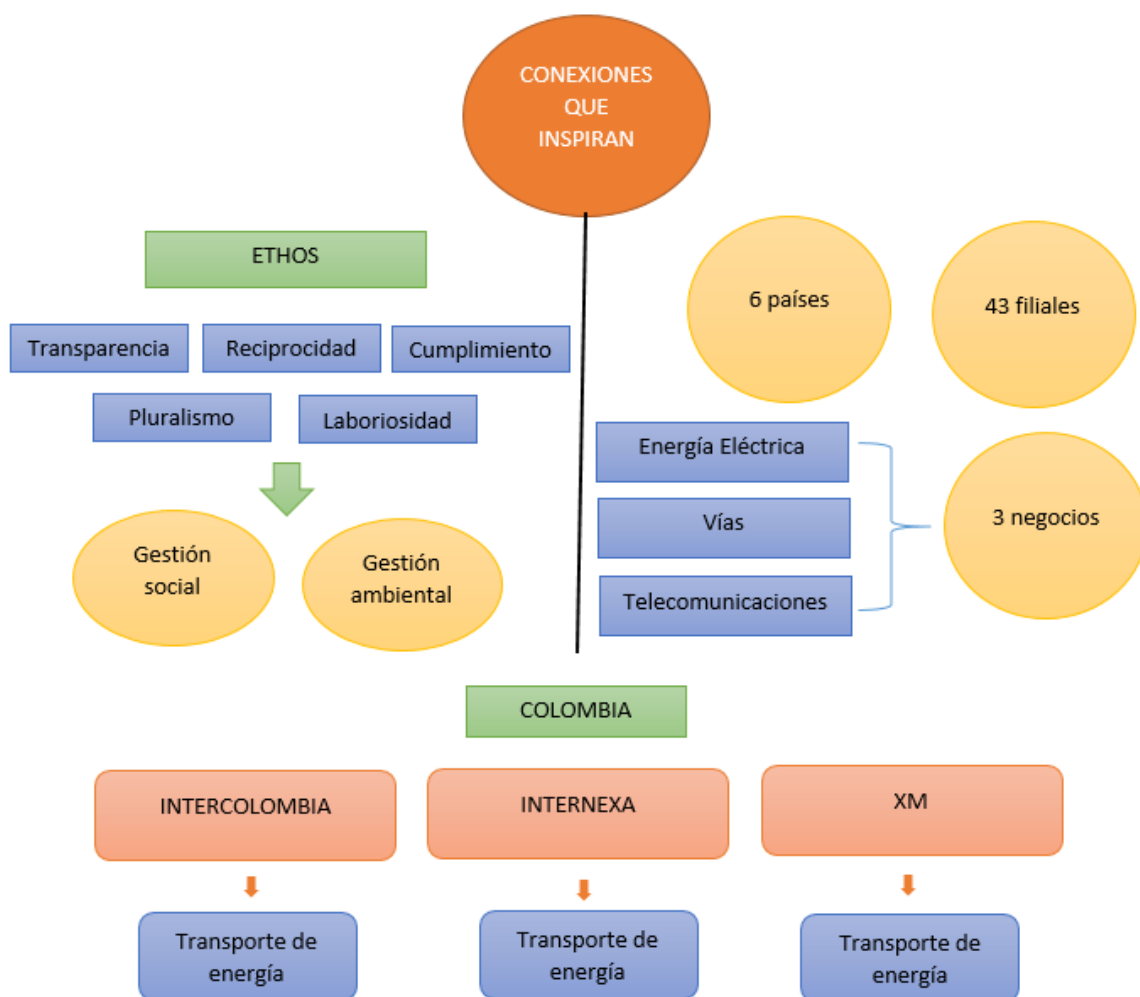 CONEXIONES
QUE
INSPIRAN
ETHOS
Transparencia
Reciprocidad
Cumplimiento
Pluralismo
Laboriosidad
Gestión
social
Gestión
ambiental
6 países
43 filiales
Energía Eléctrica
Vías
Telecomunicaciones
3 negocios
COLOMBIA
INTERCOLOMBIA
INTERNEXA
XM
Transporte de
energía
Transporte de
energía
Transporte de
energía